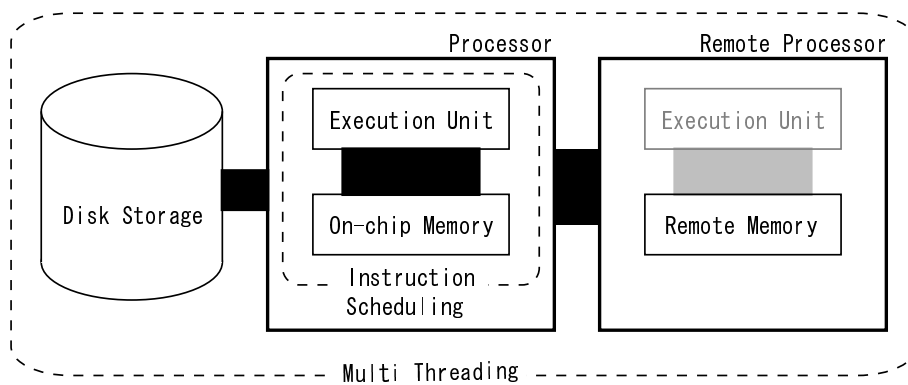 Processor
Remote Processor
Execution Unit
Execution Unit
Disk Storage
On-chip Memory
Remote Memory
Instruction
Scheduling
Multi Threading